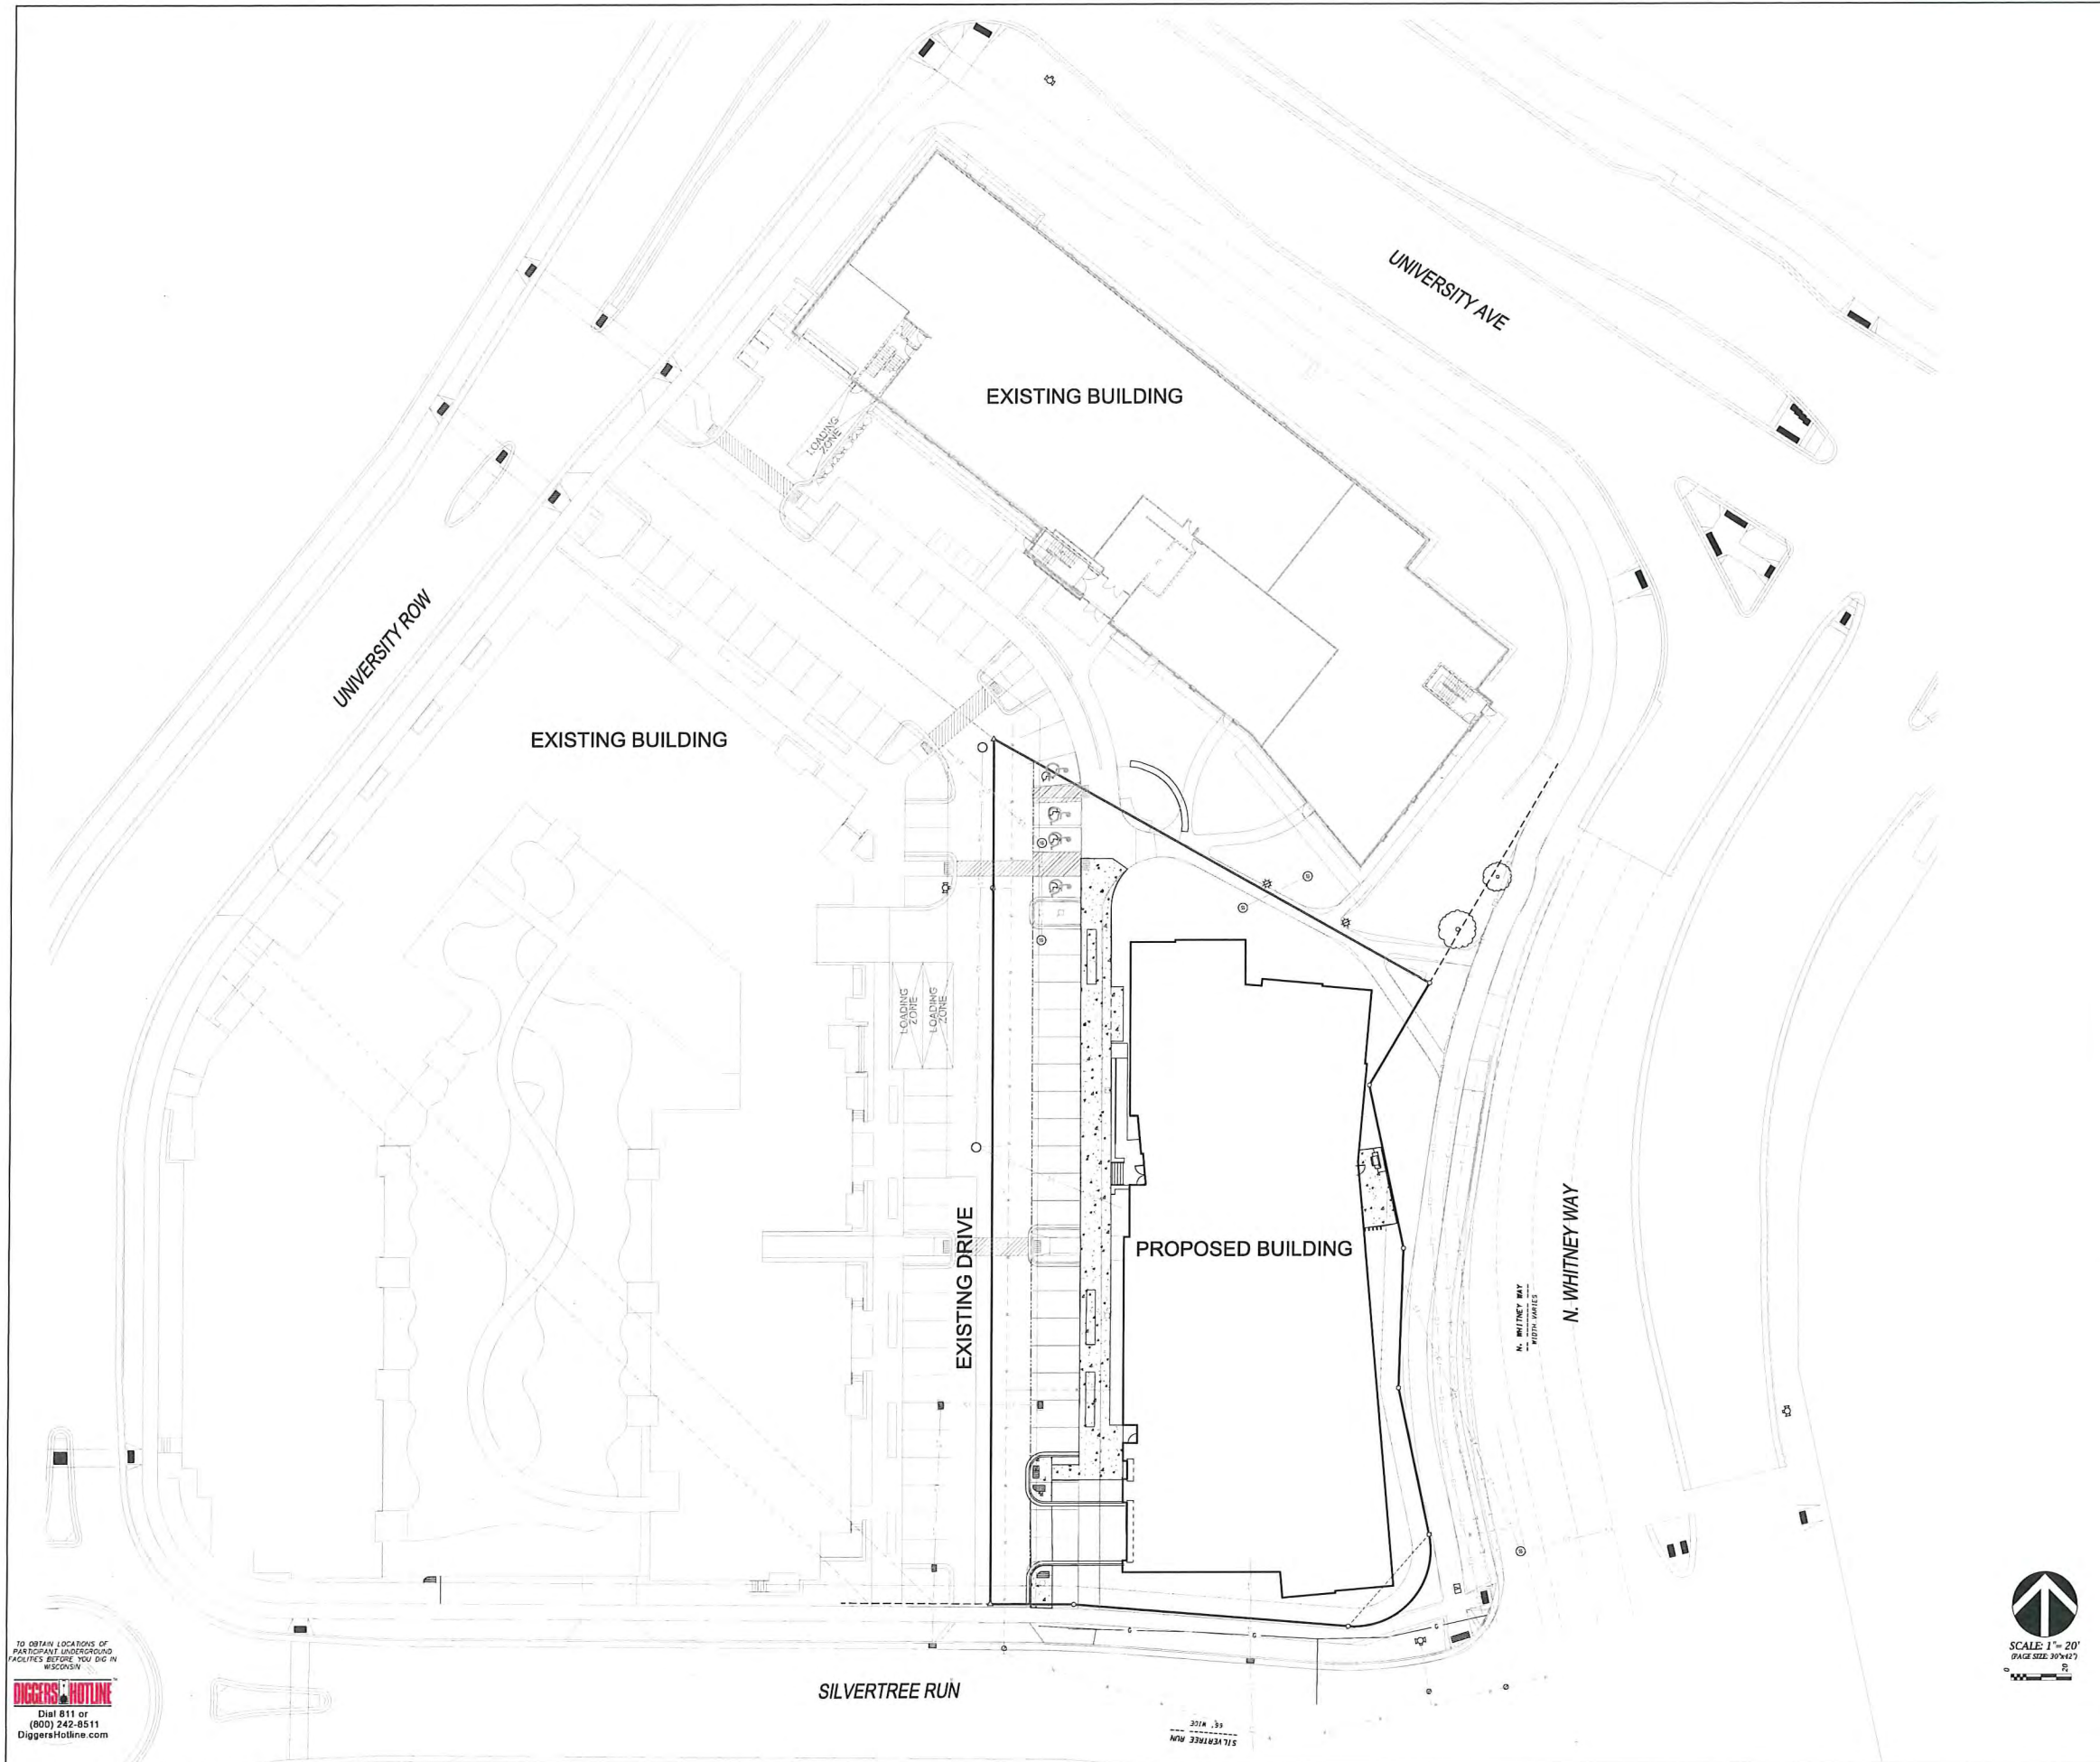 UNIVERSITY AVE
EXISTING BUILDING
LOADING
ZONE
UNIVERSITY ROW
EXISTING BUILDING
LOADING
ZONE
LOADING
ZONE
EXISTING DRIVE
PROPOSED BUILDING
N. WHITNEY WAY
WIDTH VARIES
N. WHITNEY WAY
SILVERTREE RUN
SILVERTREE RUN
66' WIDE
TO OBTAIN LOCATIONS OF
PARTICIPANT UNDERGROUND
FACILITIES BEFORE YOU DIG IN
WISCONSIN
DIGGERS HOTLINE
Dial 811 or
(800) 242-8511
DiggersHotline.com
SCALE: 1"= 20'
(PAGE SIZE: 30"x42")
0 20